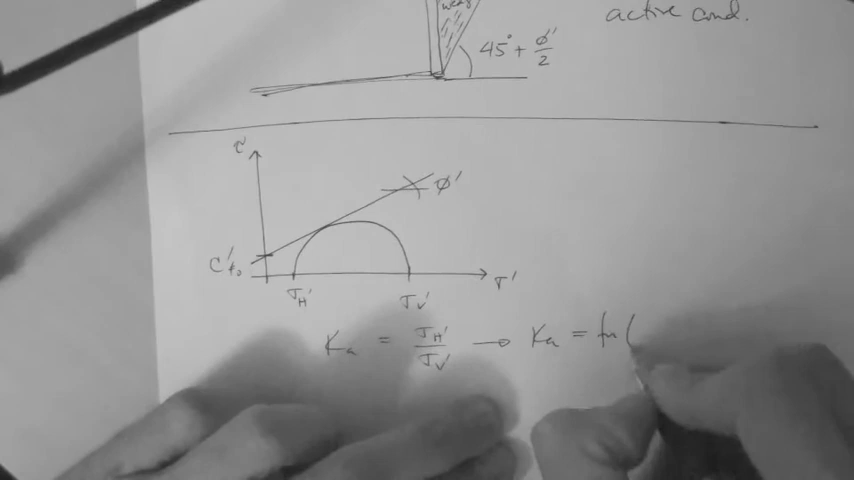 active cond.
45° + φ'/2
τ'
φ'
C'
σ'
σH' σV'
Ka = σH'/σV' → Ka = fn (